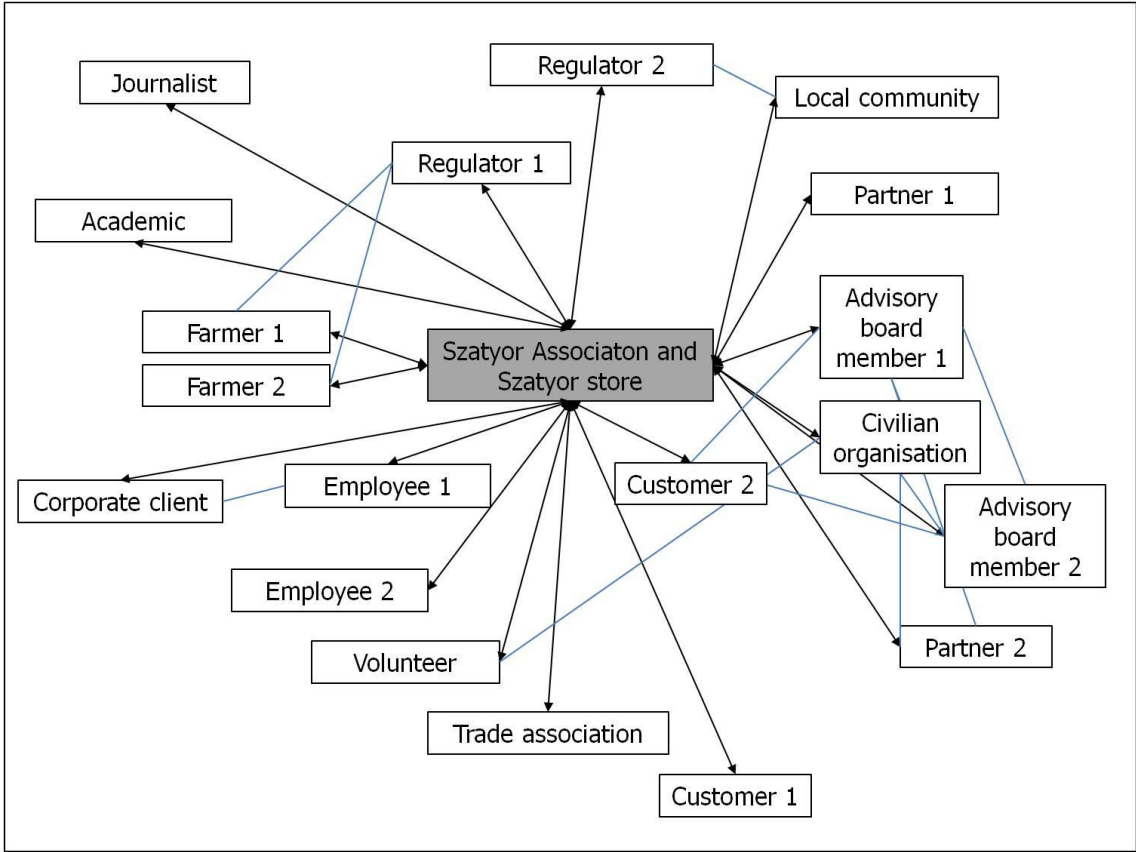 Regulator 2
Journalist
Local community
Regulator 1
Partner 1
Academic
Advisory
board
member 1
Farmer 1
Szatyor Associaton and
Szatyor store
Farmer 2
Civilian
organisation
Corporate client
Employee 1
Customer 2
Advisory
board
member 2
Employee 2
Volunteer
Partner 2
Trade association
Customer 1